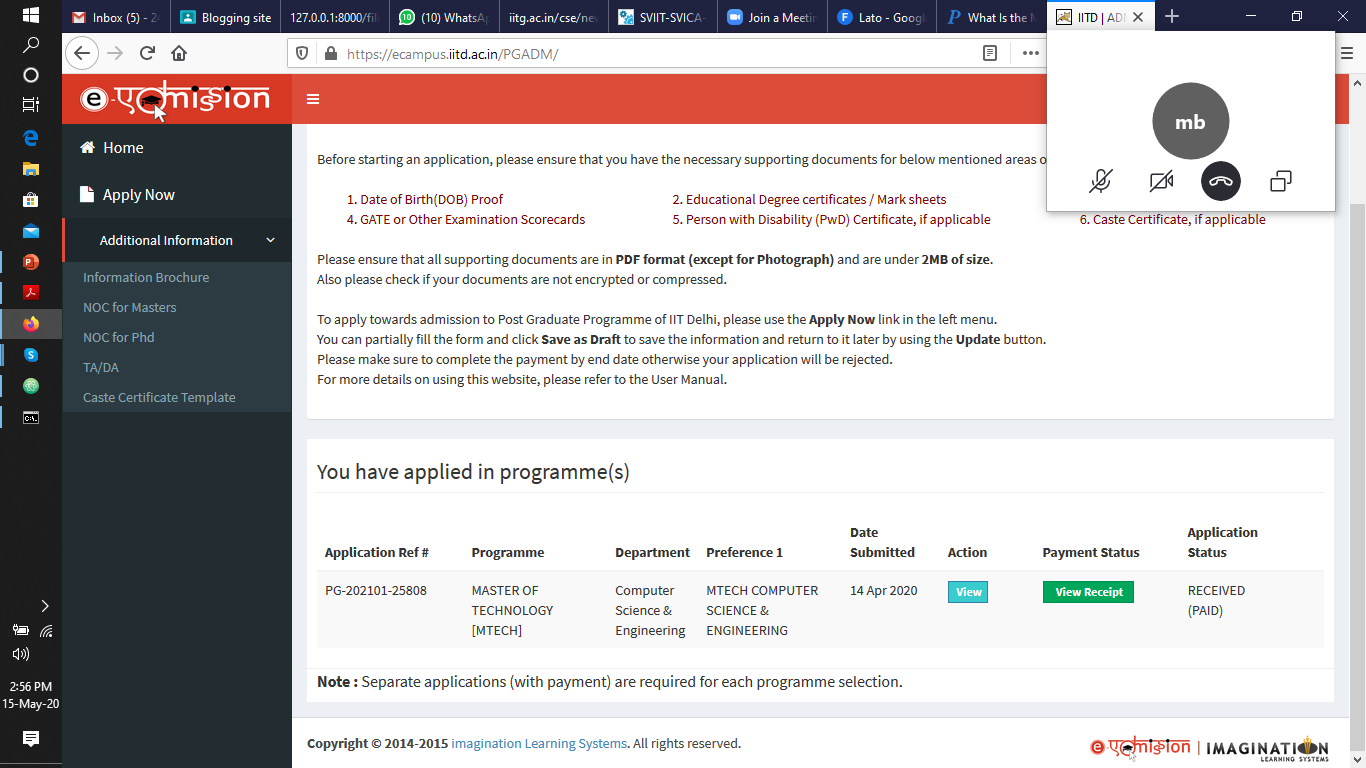 Inbox (5) - 2
Blogging site
127.0.0.1:8000/fil
(10) WhatsA
iitg.ac.in/cse/ne
SVIIT-SVICA-
Join a Meeti
Lato - Googl
What Is the
IITD | AD
https://ecampus.iitd.ac.in/PGADM/
e-एdmiङion
mb
Home
Apply Now
Additional Information
Information Brochure
NOC for Masters
NOC for Phd
TA/DA
Caste Certificate Template
Before starting an application, please ensure that you have the necessary supporting documents for below mentioned areas o
1. Date of Birth(DOB) Proof
2. Educational Degree certificates / Mark sheets
4. GATE or Other Examination Scorecards
5. Person with Disability (PwD) Certificate, if applicable
6. Caste Certificate, if applicable
Please ensure that all supporting documents are in PDF format (except for Photograph) and are under 2MB of size.
Also please check if your documents are not encrypted or compressed.
To apply towards admission to Post Graduate Programme of IIT Delhi, please use the Apply Now link in the left menu.
You can partially fill the form and click Save as Draft to save the information and return to it later by using the Update button.
Please make sure to complete the payment by end date otherwise your application will be rejected.
For more details on using this website, please refer to the User Manual.
You have applied in programme(s)
Application Ref # Programme Department Preference 1 Date Submitted Action Payment Status Application Status
PG-202101-25808 MASTER OF TECHNOLOGY [MTECH] Computer Science & Engineering MTECH COMPUTER SCIENCE & ENGINEERING 14 Apr 2020 View View Receipt RECEIVED (PAID)
Note : Separate applications (with payment) are required for each programme selection.
Copyright © 2014-2015 imagination Learning Systems. All rights reserved.
IMAGINATION
LEARNING SYSTEMS
2:56 PM
15-May-20